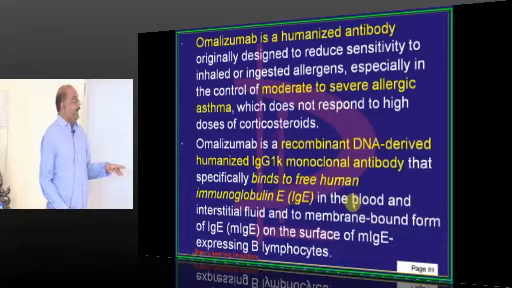 Omalizumab is a humanized antibody
originally designed to reduce sensitivity to
inhaled or ingested allergens, especially in
the control of moderate to severe allergic
asthma, which does not respond to high
doses of corticosteroids.
Omalizumab is a recombinant DNA-derived
humanized IgG1k monoclonal antibody that
specifically binds to free human
immunoglobulin E (IgE) in the blood and
interstitial fluid and to membrane-bound form
of IgE (mIgE) on the surface of mIgE-
expressing B lymphocytes.
Page 89